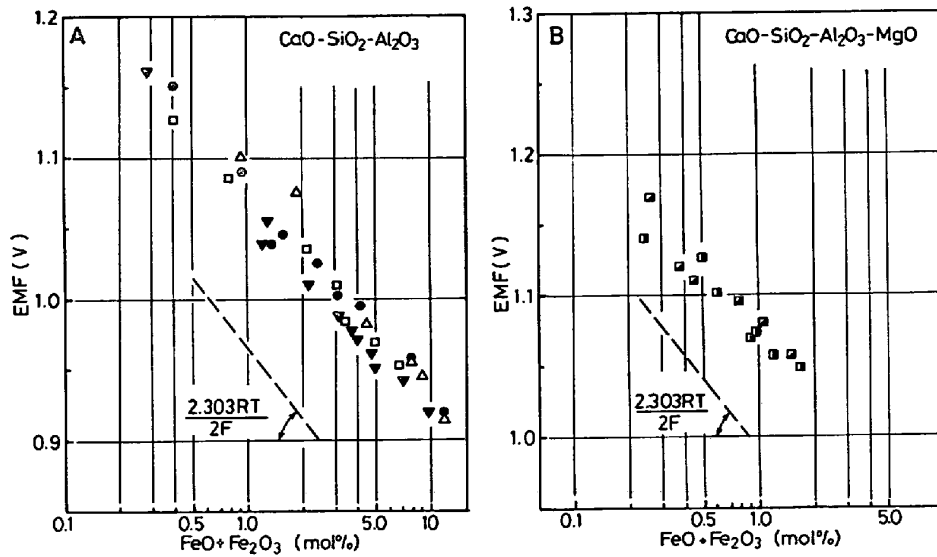 A
CaO-SiO₂-Al₂O₃
EMF (V)
1.2
1.1
1.0
0.9
2.303RT
2F
0.1
0.5
1.0
5.0
10
FeO+Fe₂O₃ (mol%)
B
CaO-SiO₂-Al₂O₃-MgO
EMF (V)
1.3
1.2
1.1
1.0
2.303RT
2F
0.1
0.5
1.0
5.0
FeO+Fe₂O₃ (mol%)